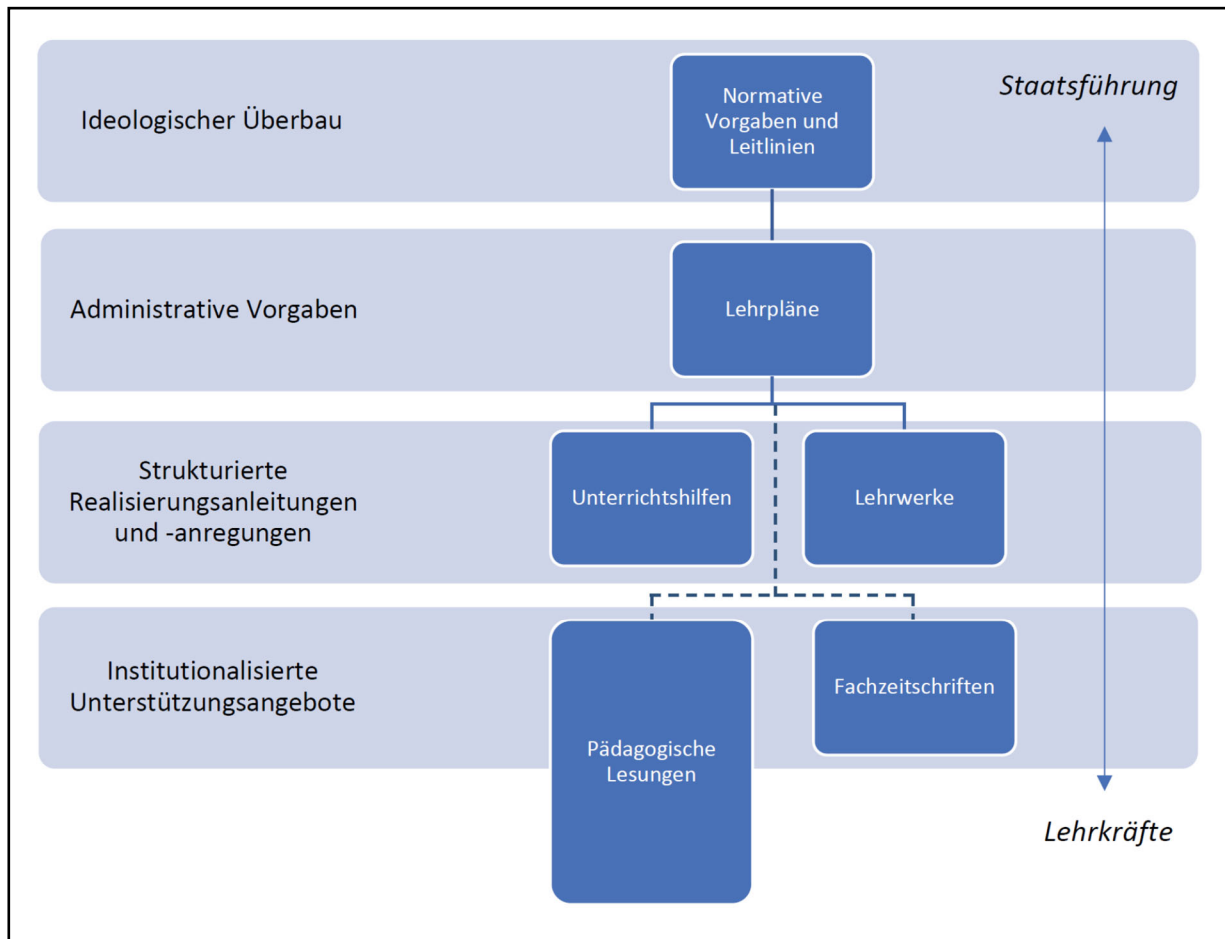 Ideologischer Überbau
Normative
Vorgaben und
Leitlinien
Staatsführung
Administrative Vorgaben
Lehrpläne
Strukturierte
Realisierungsanleitungen
und -anregungen
Unterrichtshilfen
Lehrwerke
Institutionalisierte
Unterstützungsangebote
Pädagogische
Lesungen
Fachzeitschriften
Lehrkräfte